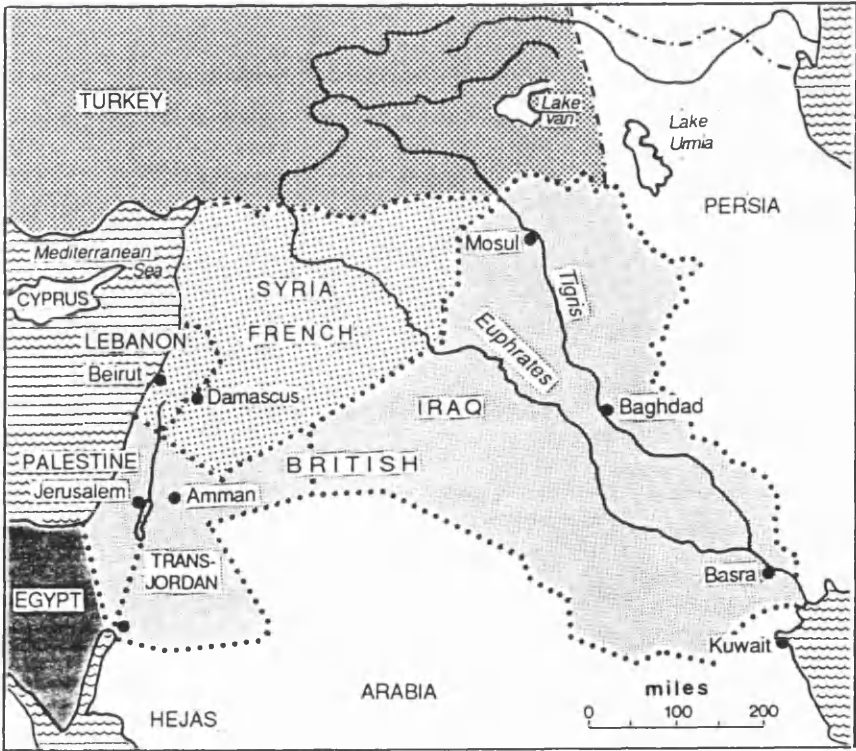 TURKEY
Lake
van
Lake
Urmia
PERSIA
Mosul
Mediterranean
Sea
CYPRUS
SYRIA
FRENCH
Tigris
Euphrates
LEBANON
Beirut
Damascus
IRAQ
Baghdad
PALESTINE
BRITISH
Jerusalem
Amman
TRANS-
JORDAN
Basra
EGYPT
Kuwait
ARABIA
HEJAS
miles
0 100 200